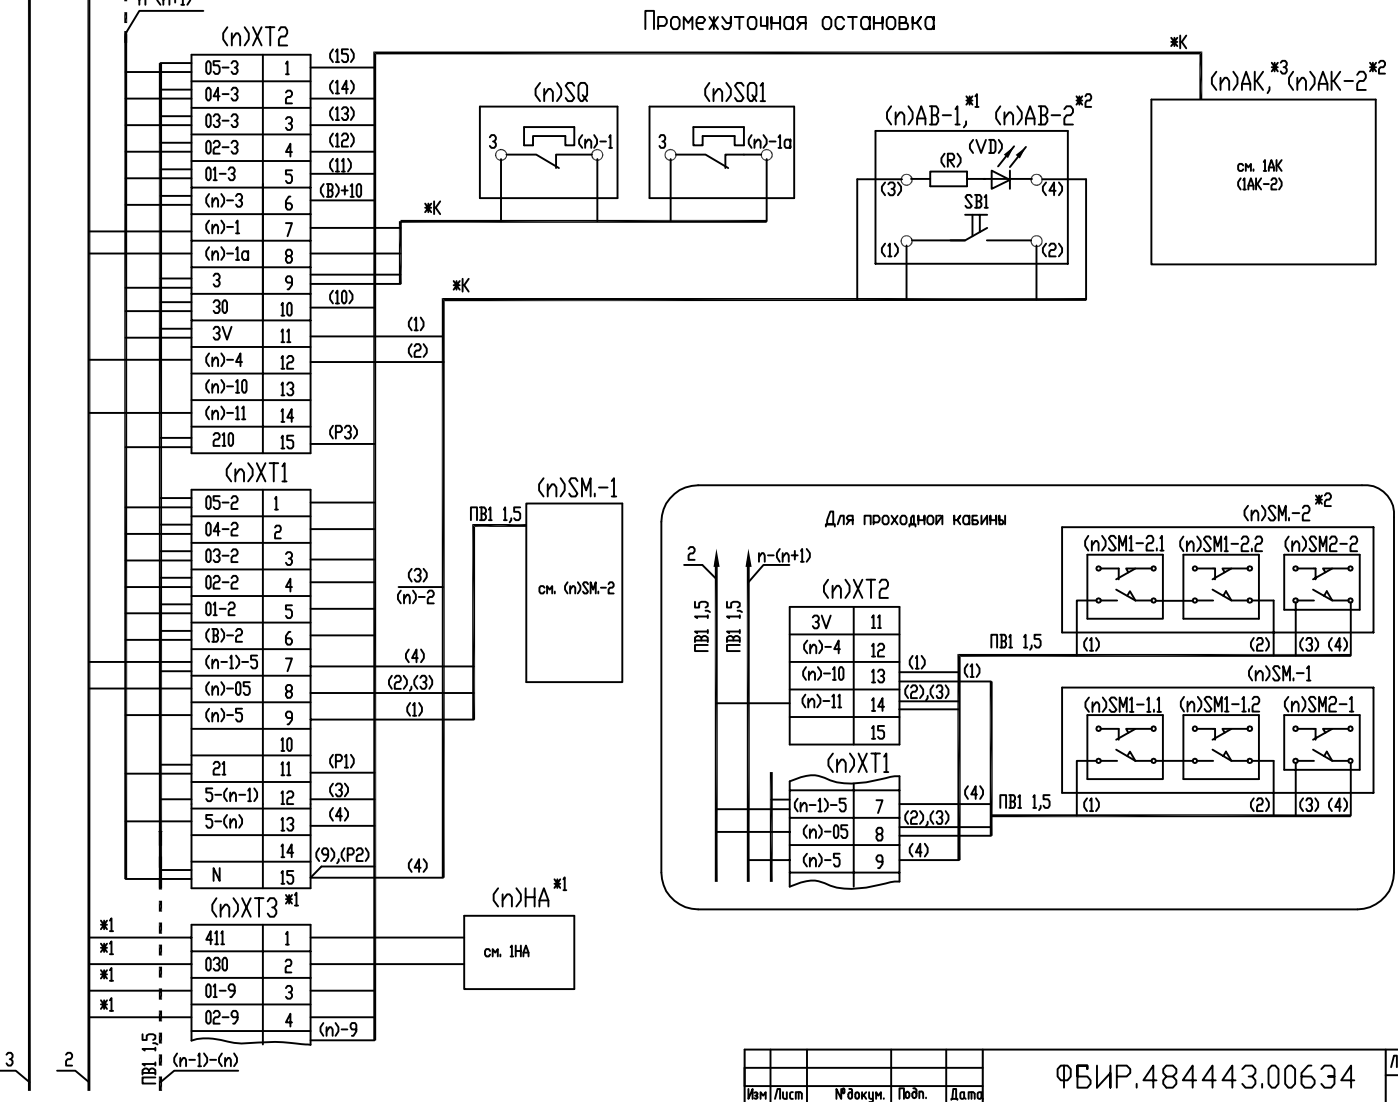 n-(n+1)
Промежуточная остановка
(n)XT2
05-3 1 (15)
04-3 2 (14)
03-3 3 (13)
02-3 4 (12)
01-3 5 (11)
(n)-3 6 (B)+10
(n)-1 7
(n)-1a 8
3 9
30 10 (10)
3V 11 (1)
(n)-4 12 (2)
(n)-10 13
(n)-11 14
210 15 (P3)
*К
*К
*К
(n)SQ
3 (n)-1
(n)SQ1
3 (n)-1a
(n)AB-1,*1 (n)AB-2*2
(VD)
(R)
(3) (4)
SB1
(1) (2)
(n)AK,*3 (n)AK-2*2
см. 1АК
(1АК-2)
(n)XT1
05-2 1
04-2 2
03-2 3
02-2 4
01-2 5
(B)-2 6
(n-1)-5 7 (4)
(n)-05 8 (2),(3)
(n)-5 9 (1)
10
21 11 (P1)
5-(n-1) 12 (3)
5-(n) 13 (4)
14
N 15 (9),(P2) (4)
(3)
(n)-2
ПВ1 1,5
(n)SM.-1
см. (n)SM.-2
(n)XT3 *1
*1 411 1
*1 030 2
*1 01-9 3
*1 02-9 4
(n)-9
(n)HA*1
см. 1НА
3
2
ПВ1 1,5
(n-1)-(n)
Для проходной кабины
2
n-(n+1)
ПВ1 1,5
ПВ1 1,5
(n)XT2
3V 11
(n)-4 12
(n)-10 13 (1) (1)
(n)-11 14 (2),(3)
15
(n)XT1
(n-1)-5 7 (4)
(n)-05 8 (2),(3)
(n)-5 9 (4)
(n)SM.-2*2
(n)SM1-2.1 (n)SM1-2.2 (n)SM2-2
ПВ1 1,5
(1) (2) (3) (4)
(n)SM.-1
(n)SM1-1.1 (n)SM1-1.2 (n)SM2-1
ПВ1 1,5
(1) (2) (3) (4)
Изм Лист № докум. Подп. Дата
ФБИР.484443.006Э4